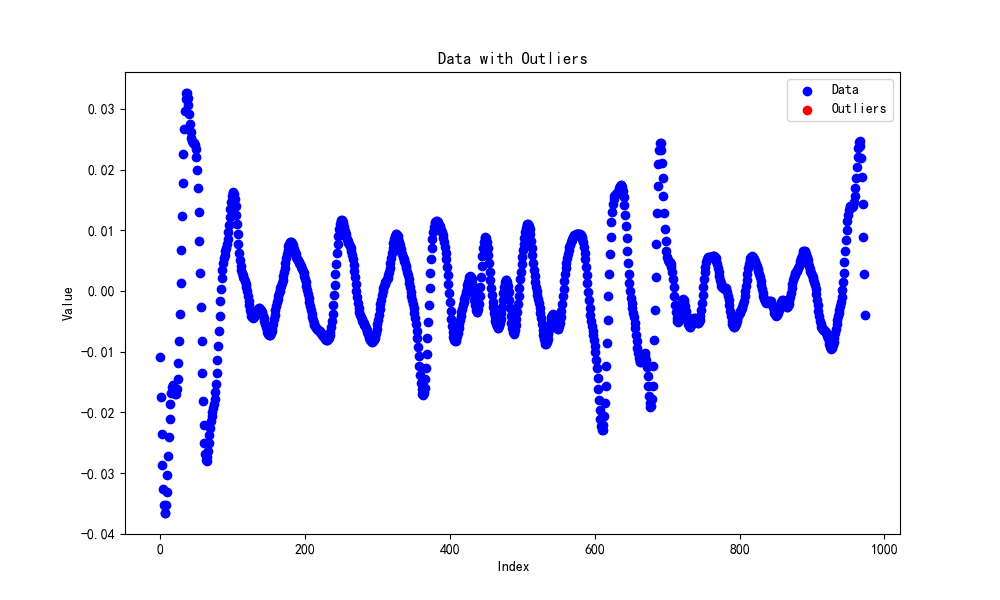 Data with Outliers
Data
Outliers
Value
0.03
0.02
0.01
0.00
-0.01
-0.02
-0.03
-0.04
0 200 400 600 800 1000
Index